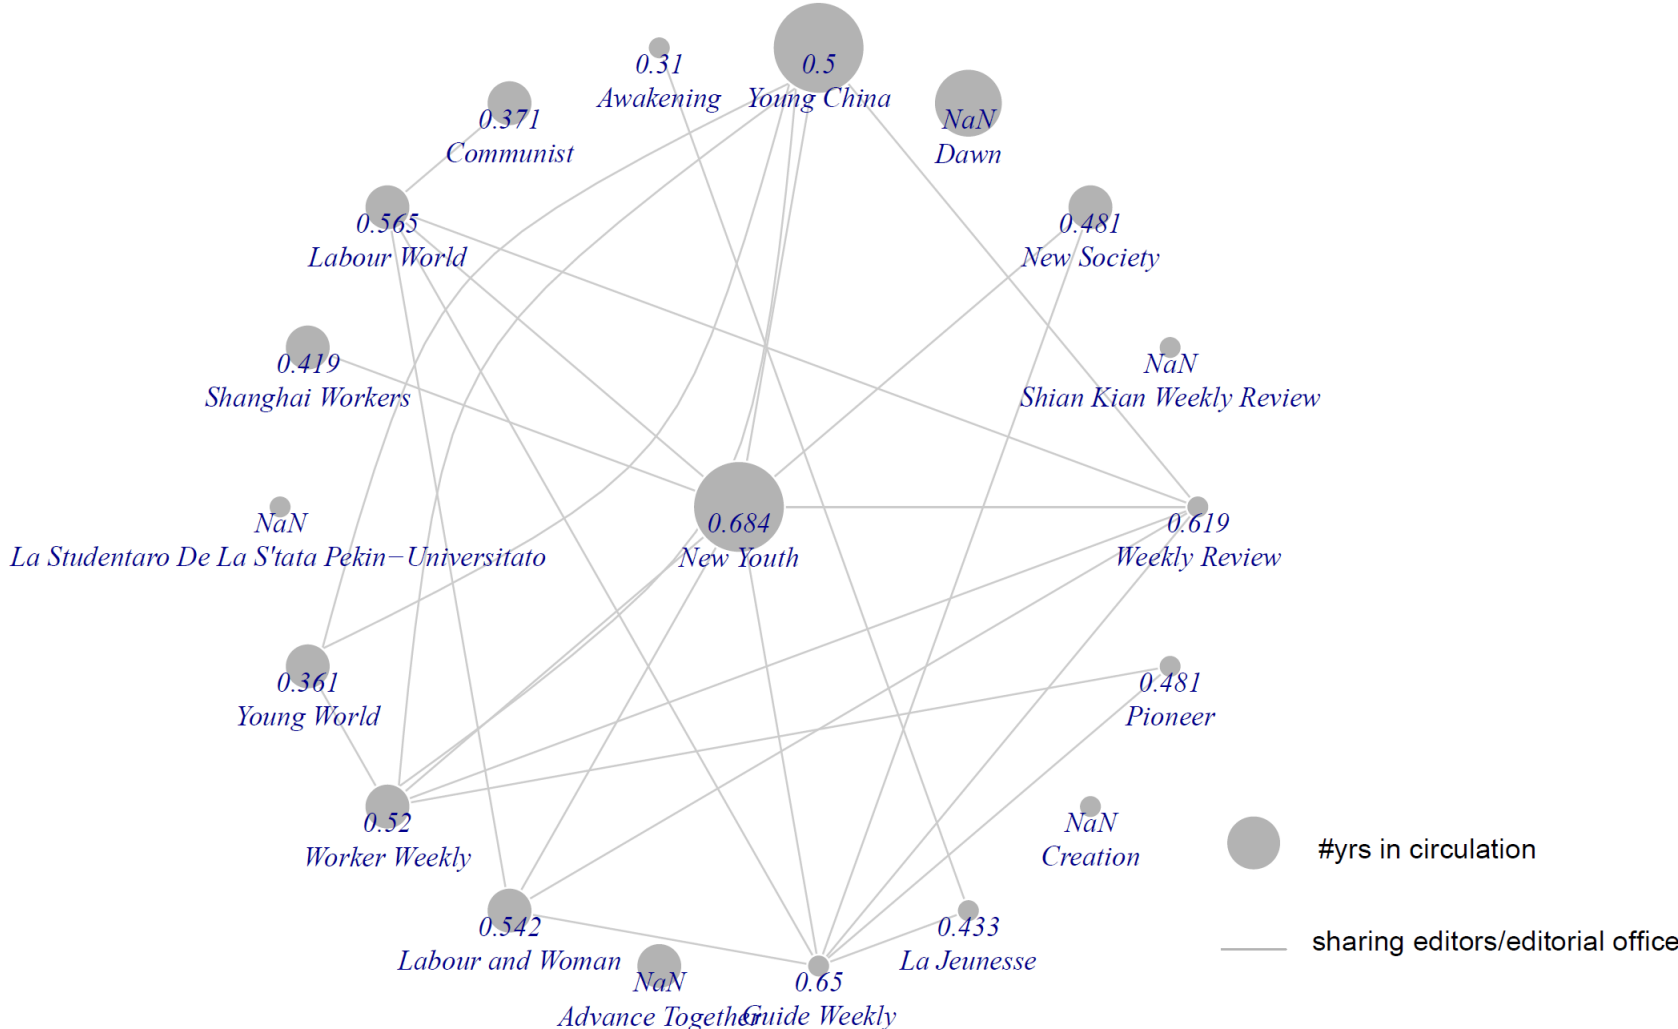 0.31
Awakening
0.5
Young China
0.371
Communist
NaN
Dawn
0.565
Labour World
0.481
New Society
0.419
Shanghai Workers
NaN
Shian Kian Weekly Review
NaN
La Studentaro De La S'tata Pekin−Universitato
0.684
New Youth
0.619
Weekly Review
0.361
Young World
0.481
Pioneer
0.52
Worker Weekly
NaN
Creation
#yrs in circulation
0.542
Labour and Woman
0.433
La Jeunesse
sharing editors/editorial office
NaN
Advance Together
0.65
Guide Weekly